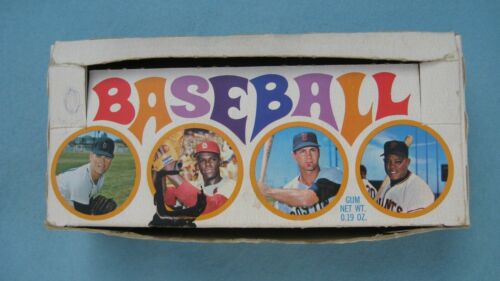 BASEBALL
GUM
NET WT.
0.19 OZ.